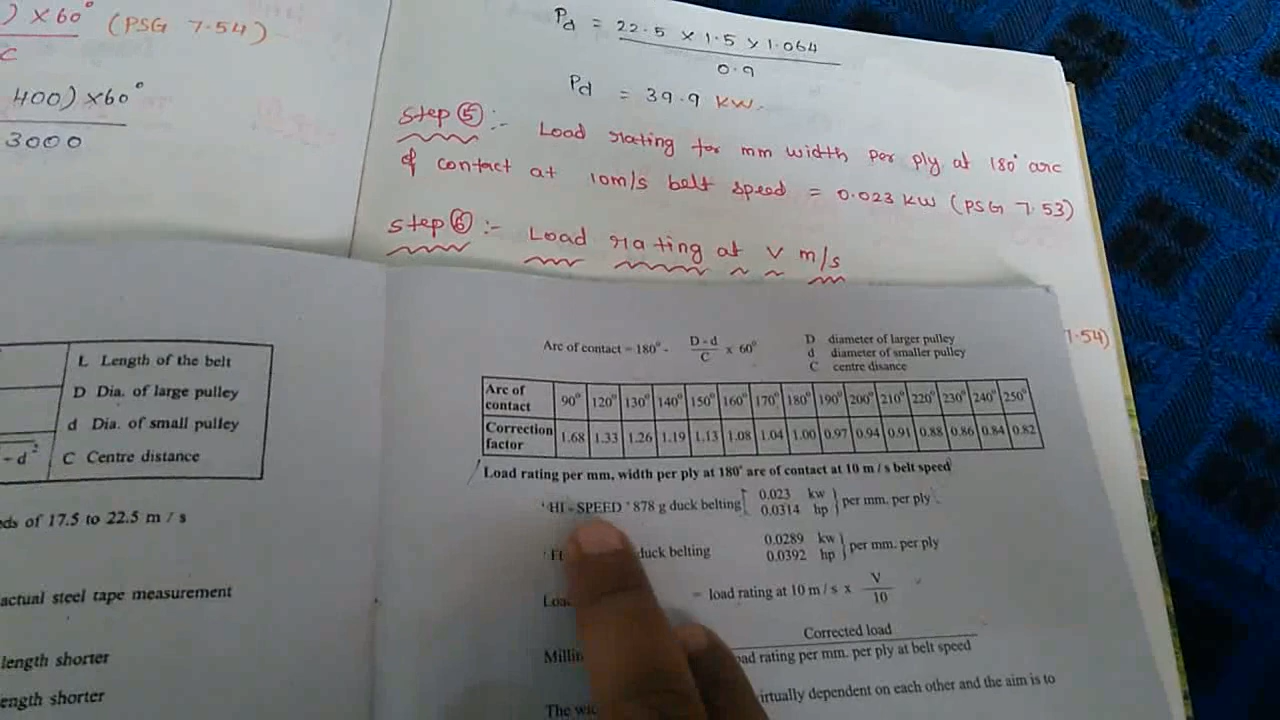 ) × 60° (PSG 7.54)
C
400) × 60°
3000
Pd = 22.5 × 1.5 × 1.064
0.9
Pd = 39.9 KW.
Step ⑤ :- Load rating for mm width per ply at 180° arc
of contact at 10m/s belt speed = 0.023 KW (PSG 7.53)
Step ⑥ :- Load rating at V m/s
7.54)
L Length of the belt
D Dia. of large pulley
d Dia. of small pulley
- d²
C Centre distance
eds of 17.5 to 22.5 m / s
actual steel tape measurement
length shorter
ength shorter
Arc of contact = 180° - D - d / C x 60°
D diameter of larger pulley
d diameter of smaller pulley
C centre disance
Arc of contact 90° 120° 130° 140° 150° 160° 170° 180° 190° 200° 210° 220° 230° 240° 250°
Correction factor 1.68 1.33 1.26 1.19 1.13 1.08 1.04 1.00 0.97 0.94 0.91 0.88 0.86 0.84 0.82
Load rating per mm, width per ply at 180° are of contact at 10 m / s belt speed
' HI - SPEED ' 878 g duck belting { 0.023 kw 0.0314 hp } per mm. per ply
duck belting 0.0289 kw 0.0392 hp } per mm. per ply
= load rating at 10 m / s x V / 10
Corrected load
ad rating per mm. per ply at belt speed
irtually dependent on each other and the aim is to